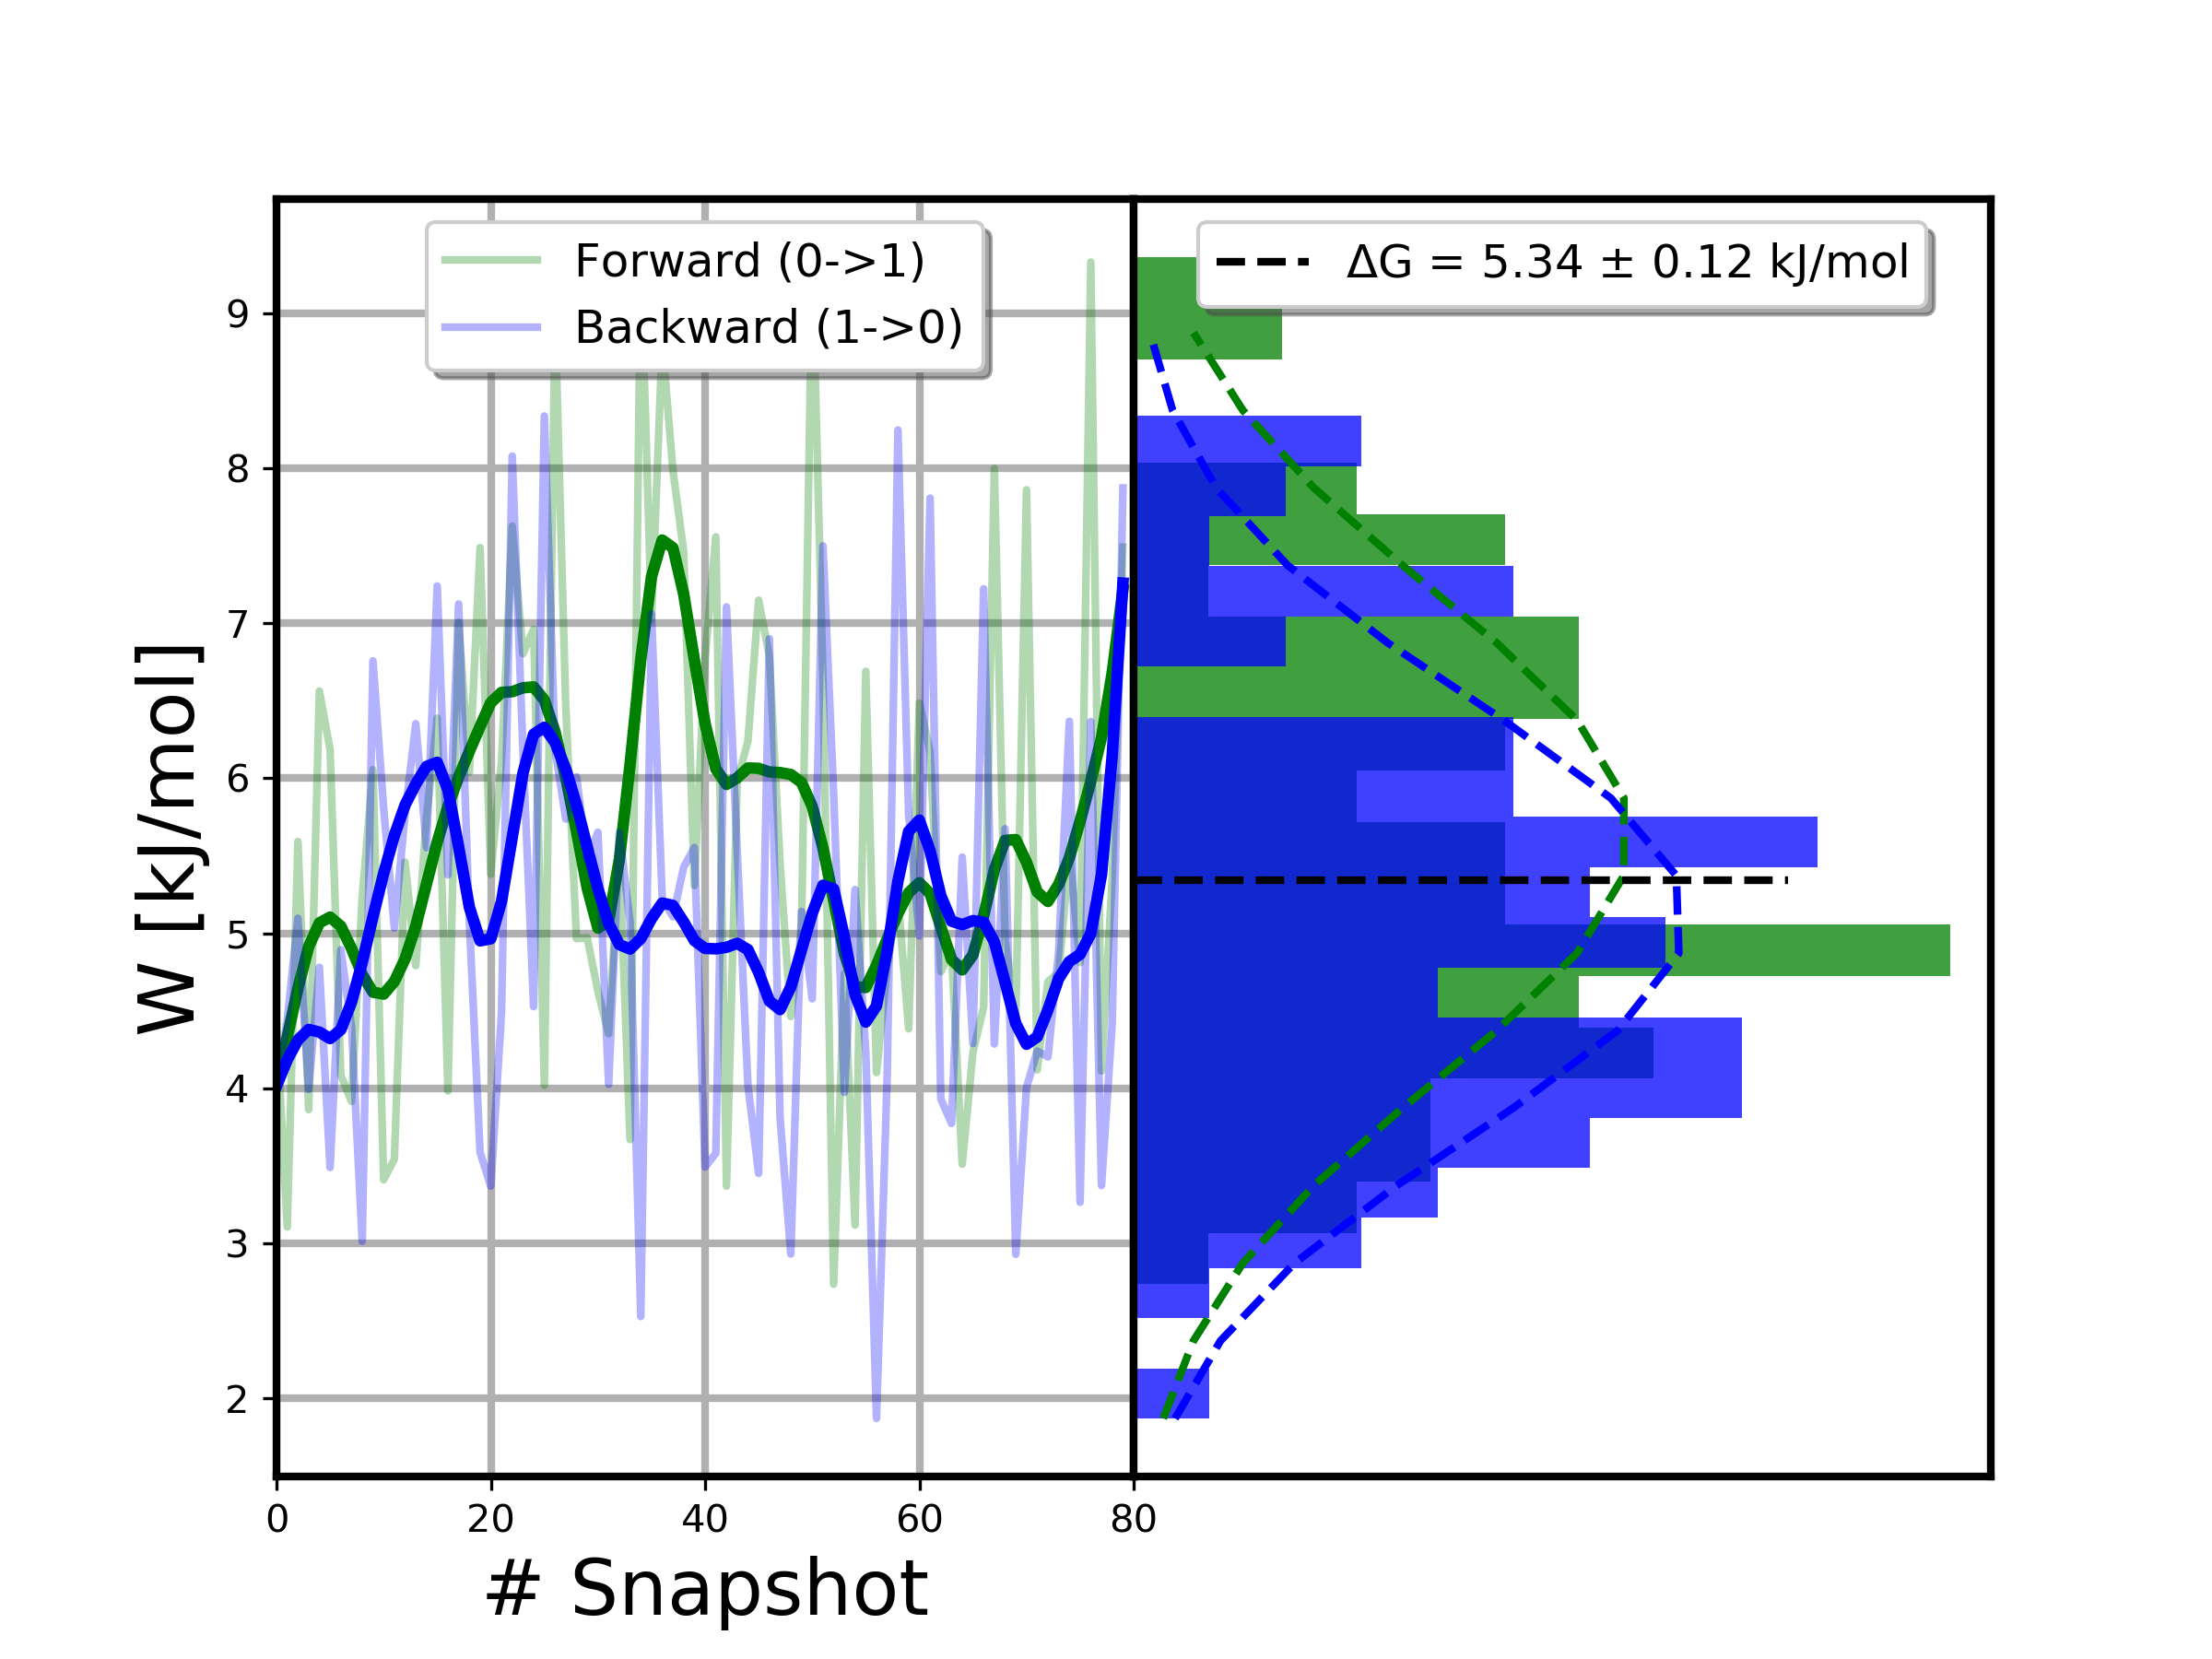 Forward (0->1)
Backward (1->0)
ΔG = 5.34 ± 0.12 kJ/mol
W [kJ/mol]
9
8
7
6
5
4
3
2
0 20 40 60 80
# Snapshot